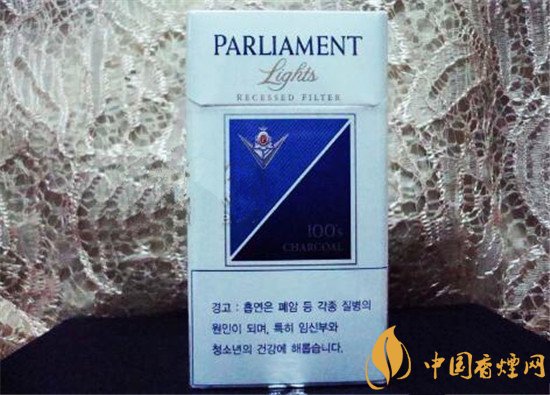 PARLIAMENT
Lights
RECESSED FILTER
100's
CHARCOAL
경고 : 흡연은 폐암 등 각종 질병의
원인이 되며, 특히 임신부와
청소년의 건강에 해롭습니다.
中国香烟网